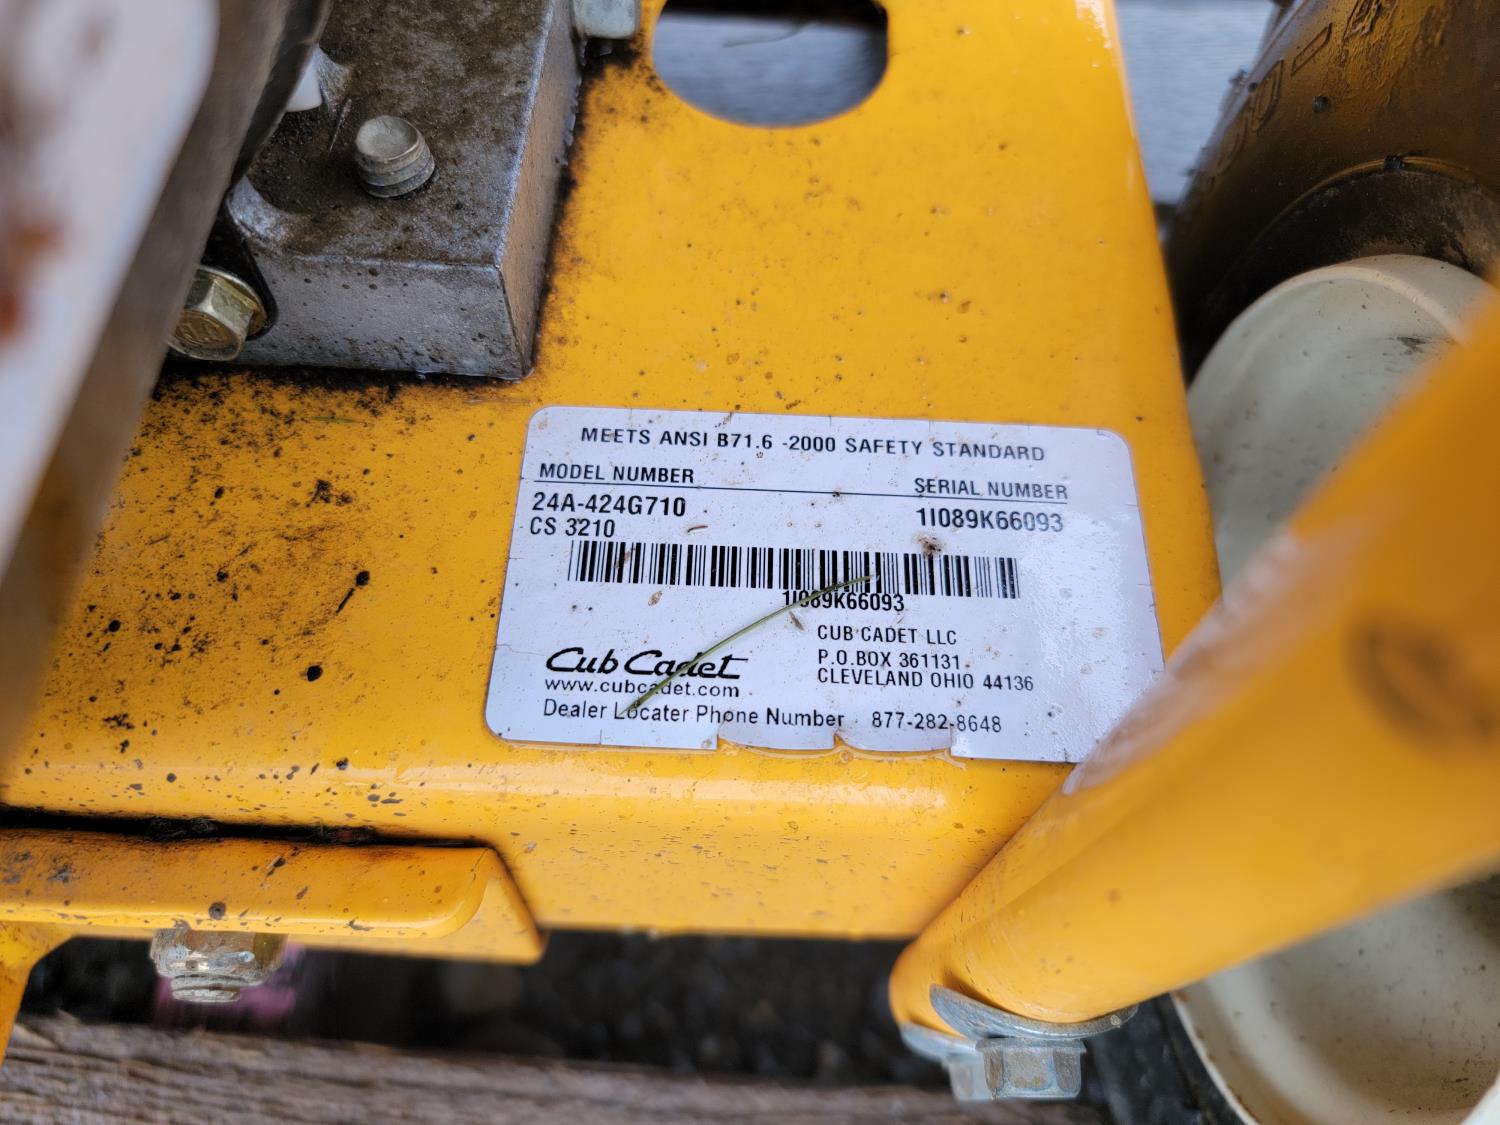 MEETS ANSI B71.6 -2000 SAFETY STANDARD
MODEL NUMBER SERIAL NUMBER
24A-424G710 1I089K66093
CS 3210
1I089K66093
CUB CADET LLC
P.O.BOX 361131
CLEVELAND OHIO 44136
Cub Cadet
www.cubcadet.com
Dealer Locater Phone Number 877-282-8648